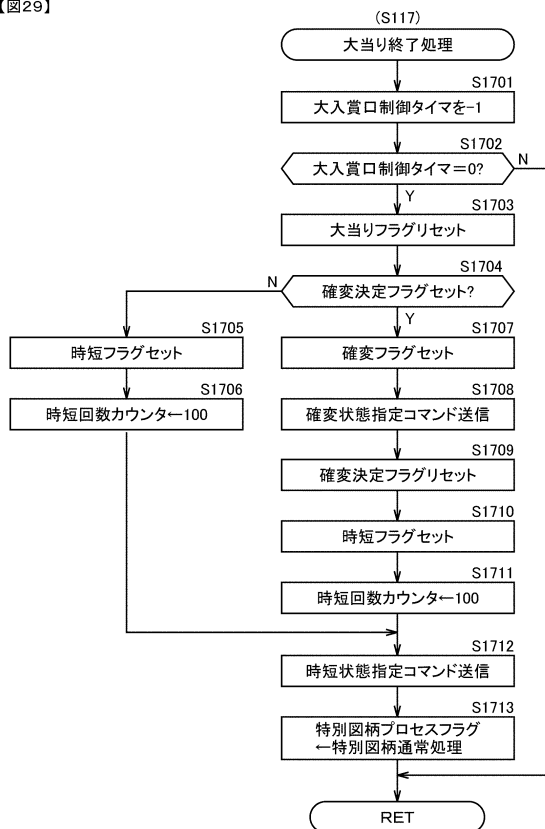 【図29】
(S117)
大当り終了処理
S1701
大入賞口制御タイマを-1
S1702
大入賞口制御タイマ=0?
N
Y
S1703
大当りフラグリセット
S1704
確変決定フラグセット?
N
Y
S1705
時短フラグセット
S1706
時短回数カウンタ←100
S1707
確変フラグセット
S1708
確変状態指定コマンド送信
S1709
確変決定フラグリセット
S1710
時短フラグセット
S1711
時短回数カウンタ←100
S1712
時短状態指定コマンド送信
S1713
特別図柄プロセスフラグ
←特別図柄通常処理
RET